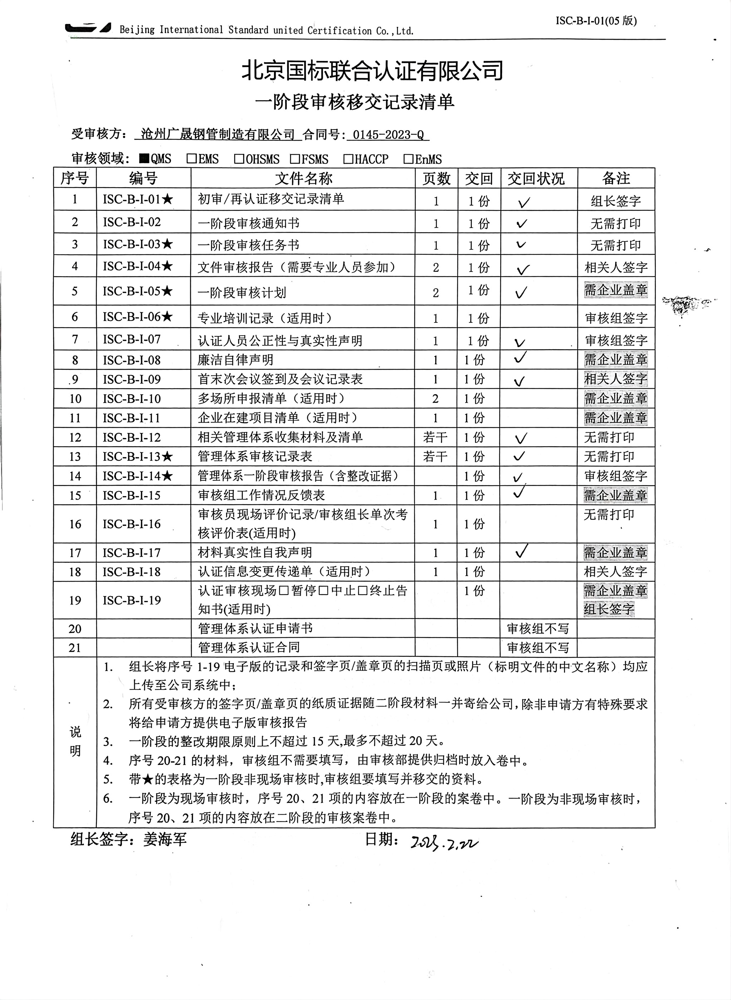 ISC-B-I-01(05 版)
Beijing International Standard united Certification Co.,Ltd.
北京国标联合认证有限公司
一阶段审核移交记录清单
受审核方： 沧州广晟钢管制造有限公司 合同号: 0145-2023-Q
审核领域：■QMS □EMS □OHSMS □FSMS □HACCP □EnMS
序号 编号 文件名称 页数 交回 交回状况 备注
1 ISC-B-I-01★ 初审/再认证移交记录清单 1 1 份 ✓ 组长签字
2 ISC-B-I-02 一阶段审核通知书 1 1 份 ✓ 无需打印
3 ISC-B-I-03★ 一阶段审核任务书 1 1 份 ✓ 无需打印
4 ISC-B-I-04★ 文件审核报告（需要专业人员参加） 2 1 份 ✓ 相关人签字
5 ISC-B-I-05★ 一阶段审核计划 2 1 份 ✓ 需企业盖章
6 ISC-B-I-06★ 专业培训记录（适用时） 1 1 份 审核组签字
7 ISC-B-I-07 认证人员公正性与真实性声明 1 1 份 ✓ 审核组签字
8 ISC-B-I-08 廉洁自律声明 1 1 份 ✓ 需企业盖章
9 ISC-B-I-09 首末次会议签到及会议记录表 1 1 份 ✓ 相关人签字
10 ISC-B-I-10 多场所申报清单（适用时） 2 1 份 需企业盖章
11 ISC-B-I-11 企业在建项目清单（适用时） 1 1 份 需企业盖章
12 ISC-B-I-12 相关管理体系收集材料及清单 若干 1 份 ✓ 无需打印
13 ISC-B-I-13★ 管理体系审核记录表 若干 1 份 ✓ 无需打印
14 ISC-B-I-14★ 管理体系一阶段审核报告（含整改证据） 1 份 ✓ 审核组签字
15 ISC-B-I-15 审核组工作情况反馈表 1 1 份 ✓ 需企业盖章
16 ISC-B-I-16 审核员现场评价记录/审核组长单次考 1 1 份 无需打印
核评价表(适用时)
17 ISC-B-I-17 材料真实性自我声明 1 1 份 ✓ 需企业盖章
18 ISC-B-I-18 认证信息变更传递单（适用时） 1 1 份 相关人签字
19 ISC-B-I-19 认证审核现场□暂停□中止□终止告 1 份 需企业盖章
知书(适用时) 组长签字
20 管理体系认证申请书 审核组不写
21 管理体系认证合同 审核组不写
说明
1. 组长将序号 1-19 电子版的记录和签字页/盖章页的扫描页或照片（标明文件的中文名称）均应
上传至公司系统中；
2. 所有受审核方的签字页/盖章页的纸质证据随二阶段材料一并寄给公司,除非申请方有特殊要求
将给申请方提供电子版审核报告
3. 一阶段的整改期限原则上不超过 15 天,最多不超过 20 天。
4. 序号 20-21 的材料，审核组不需要填写，由审核部提供归档时放入卷中。
5. 带★的表格为一阶段非现场审核时,审核组要填写并移交的资料。
6. 一阶段为现场审核时，序号 20、21 项的内容放在一阶段的案卷中。一阶段为非现场审核时，
序号 20、21 项的内容放在二阶段的审核案卷中。
组长签字：姜海军 日期：2023.2.22